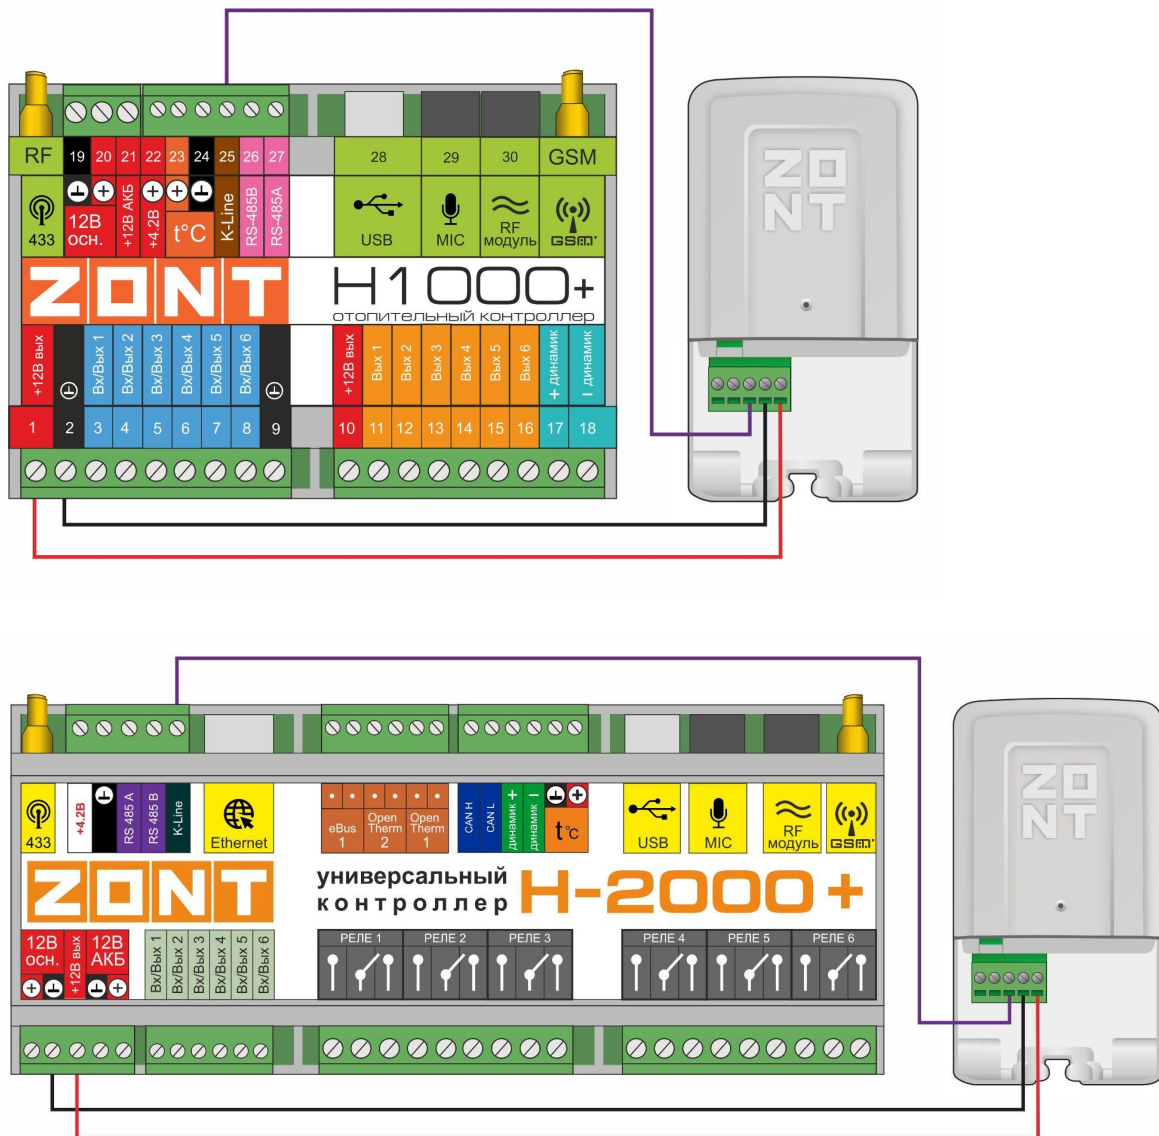 RF
19
20
21
22
23
24
25
26
27
28
29
30
GSM
433
12В
осн.
+12В АКБ
+4.2В
t°C
K-Line
RS-485B
RS-485A
USB
MIC
RF
модуль
GSM
ZONT
H1000+
отопительный контроллер
+12В вых
Вх/Вых 1
Вх/Вых 2
Вх/Вых 3
Вх/Вых 4
Вх/Вых 5
Вх/Вых 6
+12В вых
Вых 1
Вых 2
Вых 3
Вых 4
Вых 5
Вых 6
+ динамик
– динамик
1
2
3
4
5
6
7
8
9
10
11
12
13
14
15
16
17
18
ZO
NT
433
+4.2В
RS 485 A
RS 485 B
K-Line
Ethernet
eBus
1
Open
Therm
2
Open
Therm
1
CAN H
CAN L
динамик +
динамик –
t°c
USB
MIC
RF
модуль
GSM
ZONT
универсальный
контроллер
H-2000+
12В
осн.
+12В вых
12В
АКБ
Вх/Вых 1
Вх/Вых 2
Вх/Вых 3
Вх/Вых 4
Вх/Вых 5
Вх/Вых 6
РЕЛЕ 1
РЕЛЕ 2
РЕЛЕ 3
РЕЛЕ 4
РЕЛЕ 5
РЕЛЕ 6
ZO
NT